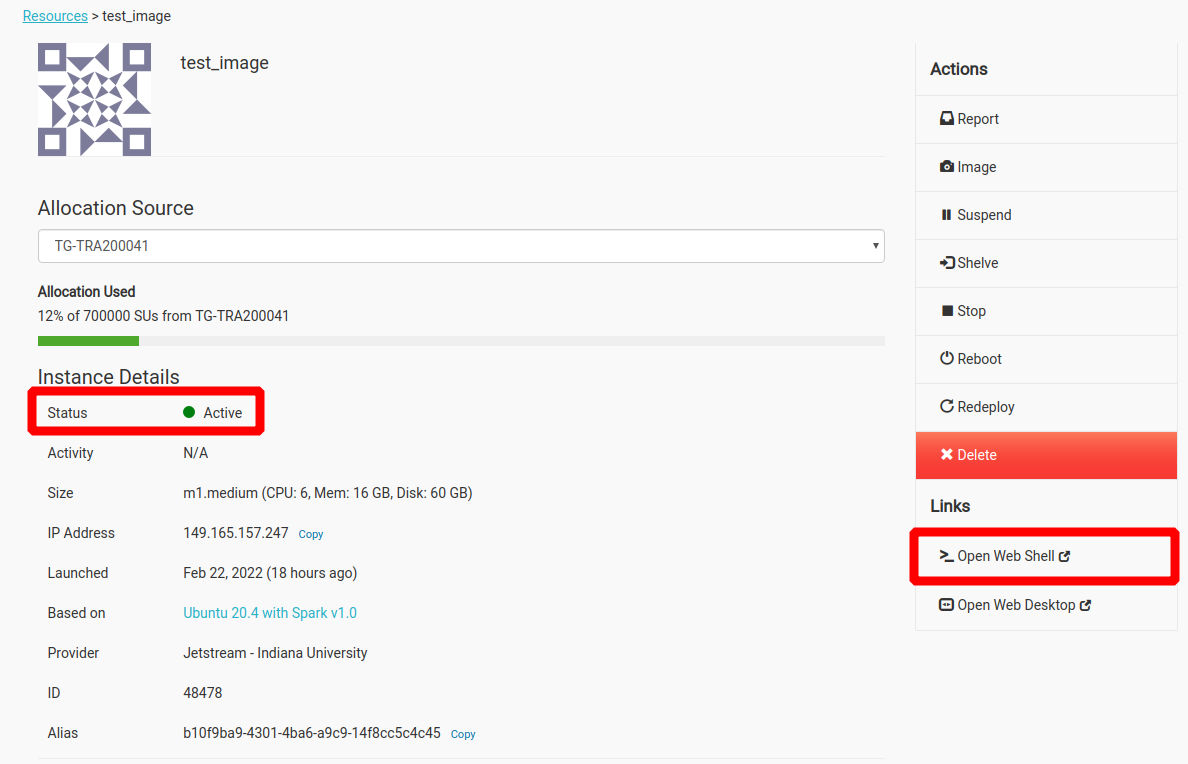 Resources > test_image
test_image
Allocation Source
TG-TRA200041
Allocation Used
12% of 700000 SUs from TG-TRA200041
Instance Details
Status Active
Activity N/A
Size m1.medium (CPU: 6, Mem: 16 GB, Disk: 60 GB)
IP Address 149.165.157.247 Copy
Launched Feb 22, 2022 (18 hours ago)
Based on Ubuntu 20.4 with Spark v1.0
Provider Jetstream - Indiana University
ID 48478
Alias b10f9ba9-4301-4ba6-a9c9-14f8cc5c4c45 Copy
Actions
Report
Image
Suspend
Shelve
Stop
Reboot
Redeploy
Delete
Links
Open Web Shell
Open Web Desktop